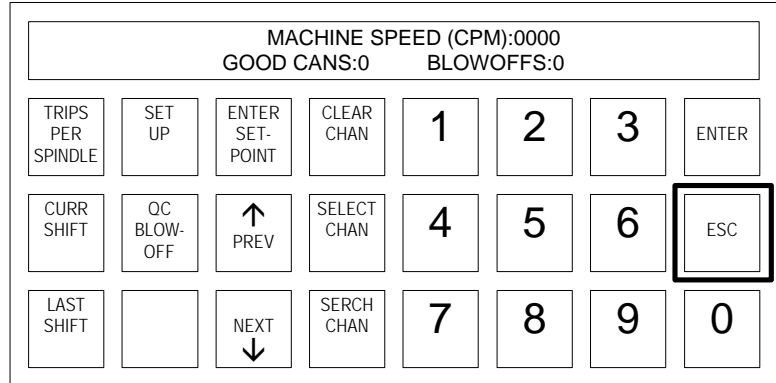 MACHINE SPEED (CPM):0000
GOOD CANS:0 BLOWOFFS:0
TRIPS
PER
SPINDLE
SET
UP
ENTER
SET-
POINT
CLEAR
CHAN
1
2
3
ENTER
CURR
SHIFT
QC
BLOW-
OFF
↑
PREV
SELECT
CHAN
4
5
6
ESC
LAST
SHIFT
NEXT
↓
SERCH
CHAN
7
8
9
0